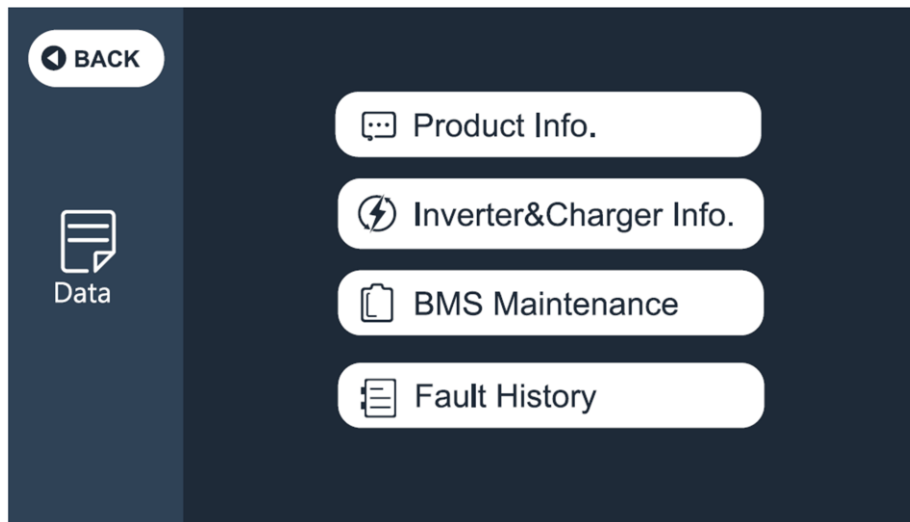 BACK
Data
Product Info.
Inverter&Charger Info.
BMS Maintenance
Fault History